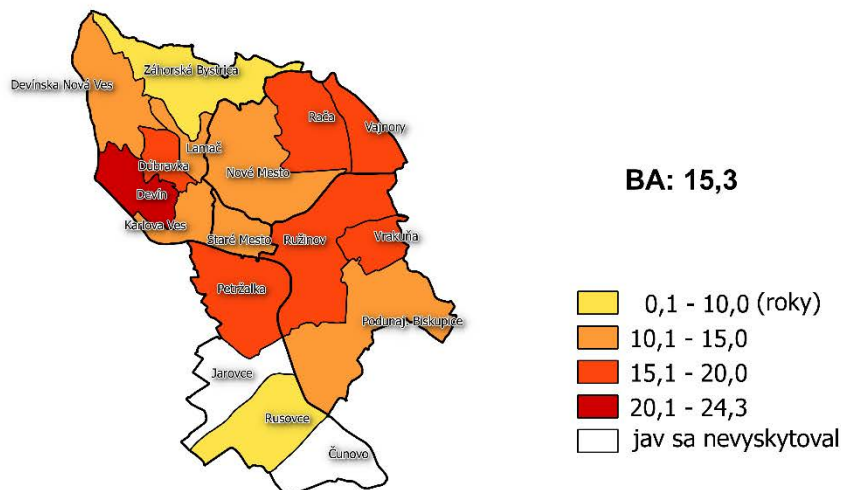 Záhorská Bystrica
Devínska Nová Ves
Rača
Vajnory
Lamač
Dúbravka
Nové Mesto
Devín
Karlova Ves
Staré Mesto
Ružinov
Vrakuňa
Petržalka
Podunaj. Biskupice
Jarovce
Rusovce
Čunovo
BA: 15,3
0,1 - 10,0 (roky)
10,1 - 15,0
15,1 - 20,0
20,1 - 24,3
jav sa nevyskytoval